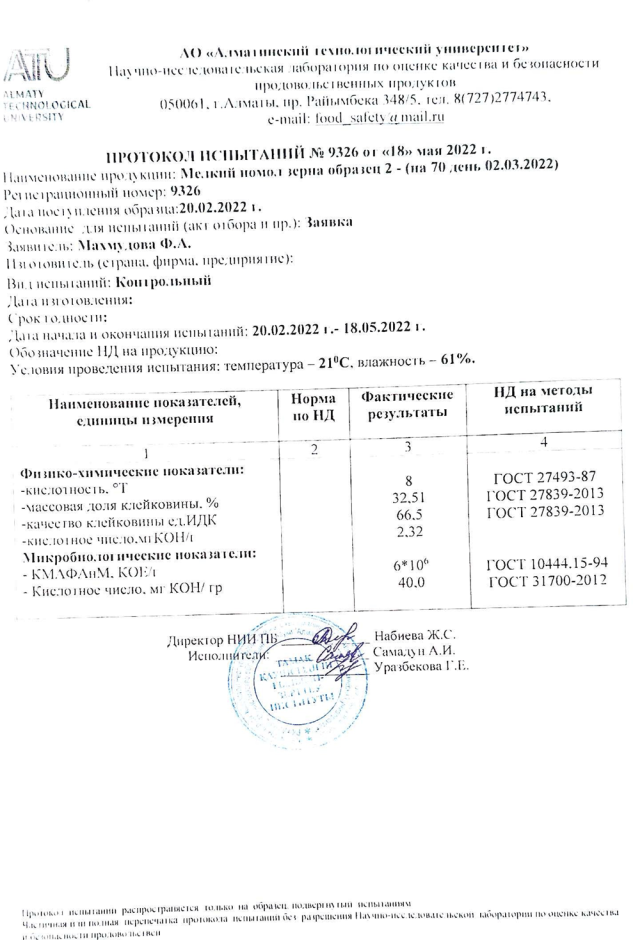 АО «Алматинский технологический университет»
Научно-исследовательская лаборатория по оценке качества и безопасности
продовольственных продуктов
050061, г.Алматы, пр. Райымбека 348/5, тел. 8(727)2774743,
e-mail: food_safety@mail.ru
ATU
ALMATY
TECHNOLOGICAL
UNIVERSITY
ПРОТОКОЛ ИСПЫТАНИЙ № 9326 от «18» мая 2022 г.
Наименование продукции: Мелкий помол зерна образец 2 - (на 70 день 02.03.2022)
Регистрационный номер: 9326
Дата поступления образца:20.02.2022 г.
Основание для испытаний (акт отбора и пр.): Заявка
Заявитель: Махмудова Ф.А.
Изготовитель (страна, фирма, предприятие):
Вид испытаний: Контрольный
Дата изготовления:
Срок годности:
Дата начала и окончания испытаний: 20.02.2022 г.- 18.05.2022 г.
Обозначение НД на продукцию:
Условия проведения испытания: температура – 21⁰С, влажность – 61%.
Наименование показателей, единицы измерения | Норма по НД | Фактические результаты | НД на методы испытаний
1 2 3 4
Физико-химические показатели:
-кислотность, °Т 8 ГОСТ 27493-87
-массовая доля клейковины, % 32,51 ГОСТ 27839-2013
-качество клейковины ед.ИДК 66,5 ГОСТ 27839-2013
-кислотное число,мгКОН/г 2,32
Микробиологические показатели:
- КМАФАнМ, КОЕ/г 6*10⁶ ГОСТ 10444.15-94
- Кислотное число, мг КОН/ гр 40,0 ГОСТ 31700-2012
Директор НИИ ПБ Набиева Ж.С.
Исполнители: Самадун А.И.
Уразбекова Г.Е.
ТАМАҚ
ИНСТИТУТЫ
Протокол испытаний распространяется только на образец, подвергнутый испытаниям
Частичная или полная перепечатка протокола испытаний без разрешения Научно-исследовательской лаборатории по оценке качества
и безопасности продовольствен